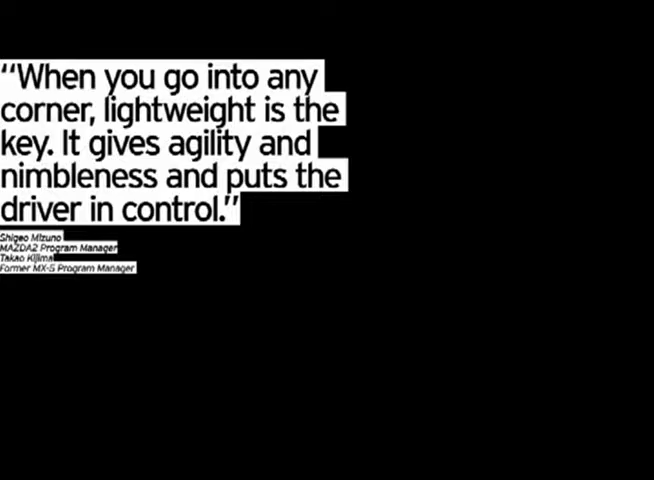 “When you go into any
corner, lightweight is the
key. It gives agility and
nimbleness and puts the
driver in control.”
Shigeo Mizuno
MAZDA2 Program Manager
Takao Kijima
Former MX-5 Program Manager